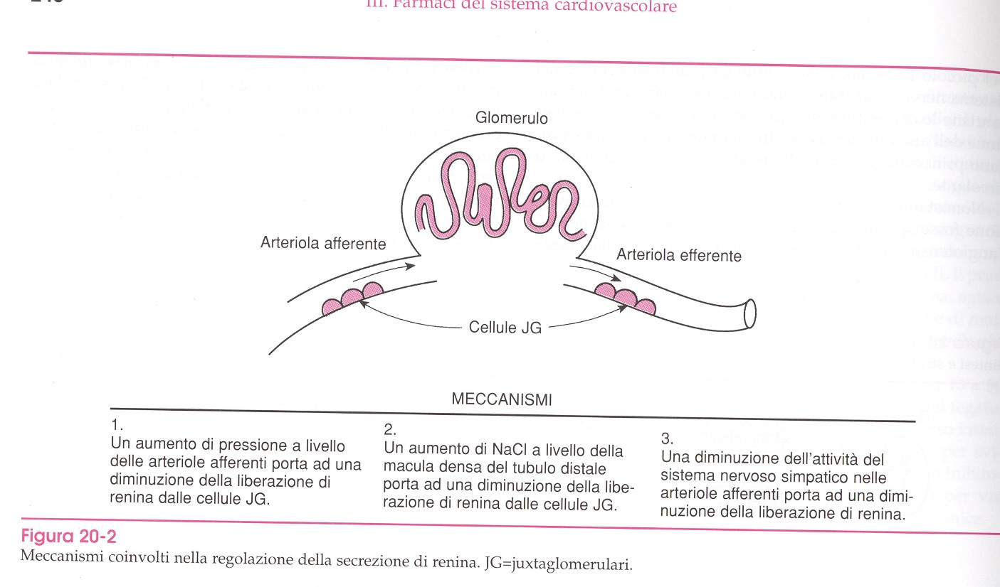 III. Farmaci del sistema cardiovascolare
Glomerulo
Arteriola afferente
Arteriola efferente
Cellule JG
MECCANISMI
1.
Un aumento di pressione a livello
delle arteriole afferenti porta ad una
diminuzione della liberazione di
renina dalle cellule JG.
2.
Un aumento di NaCl a livello della
macula densa del tubulo distale
porta ad una diminuzione della libe-
razione di renina dalle cellule JG.
3.
Una diminuzione dell'attività del
sistema nervoso simpatico nelle
arteriole afferenti porta ad una dimi-
nuzione della liberazione di renina.
Figura 20-2
Meccanismi coinvolti nella regolazione della secrezione di renina. JG=juxtaglomerulari.